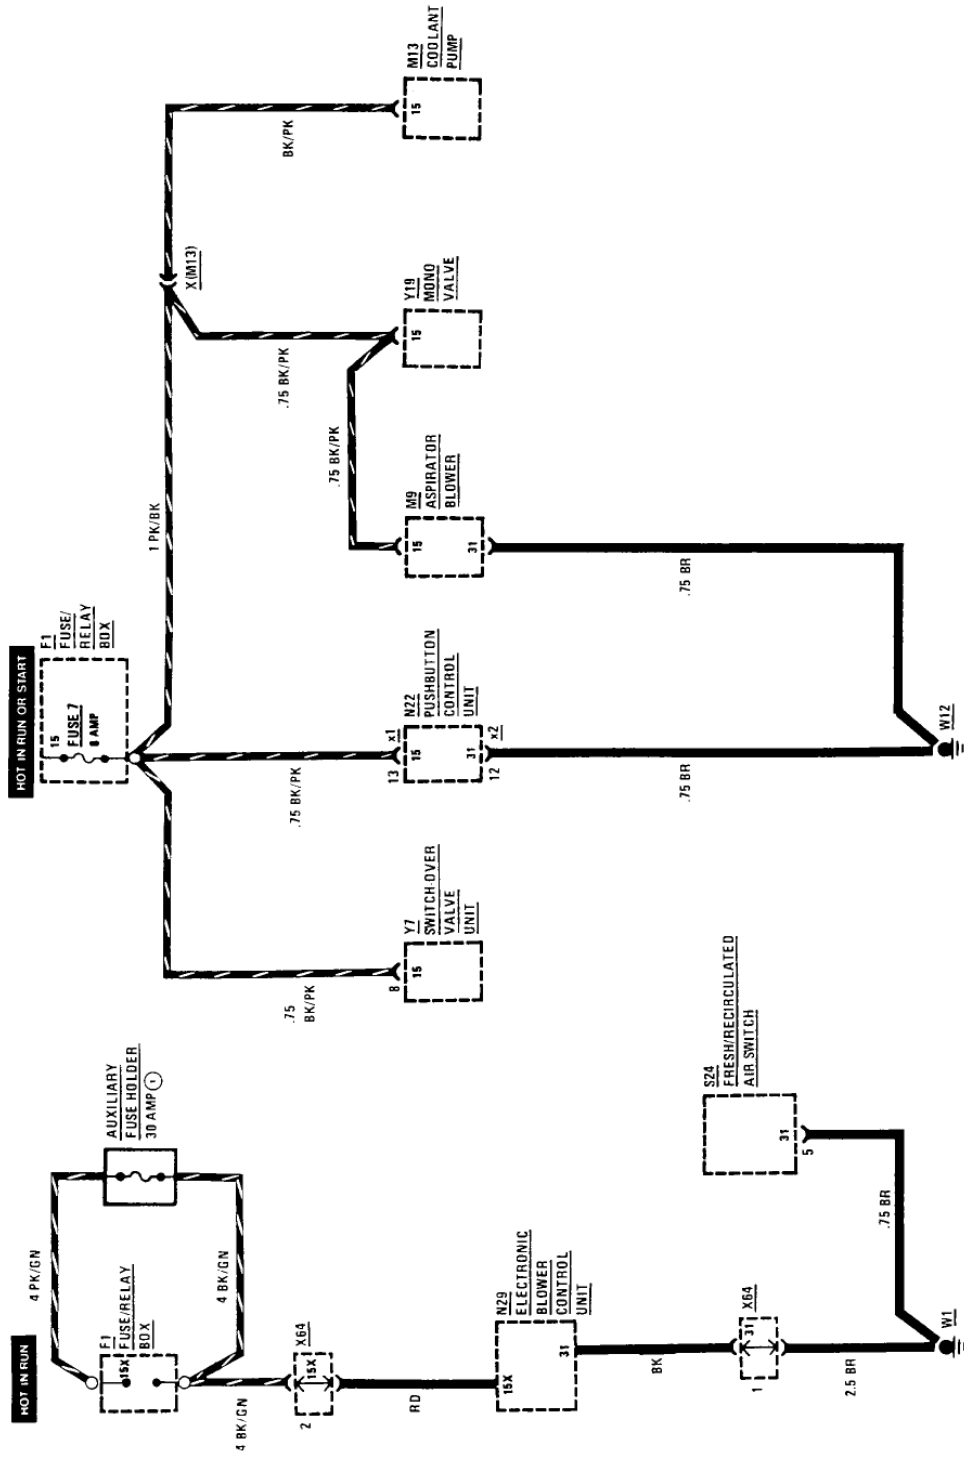 HOT IN RUN
F1
FUSE/RELAY
BOX
15X
4 PK/GN
AUXILIARY
FUSE HOLDER
30 AMP 1
4 BK/GN
4 BK/GN
X64
15X
2
RD
N29
ELECTRONIC
BLOWER
CONTROL
UNIT
15X
31
BK
X64
31
1
2.5 BR
W1
S24
FRESH/RECIRCULATED
AIR SWITCH
31
5
.75 BR
HOT IN RUN OR START
F1
FUSE/
RELAY
BOX
15
FUSE 7
8 AMP
.75
BK/PK
Y7
SWITCH-OVER
VALVE
UNIT
8
15
.75 BK/PK
N22
PUSHBUTTON
CONTROL
UNIT
x1
13
15
31
x2
12
.75 BR
W12
1 PK/BK
X(M13)
.75 BK/PK
M9
ASPIRATOR
BLOWER
15
31
.75 BR
.75 BK/PK
Y19
MONO
VALVE
15
BK/PK
M13
COOLANT
PUMP
15